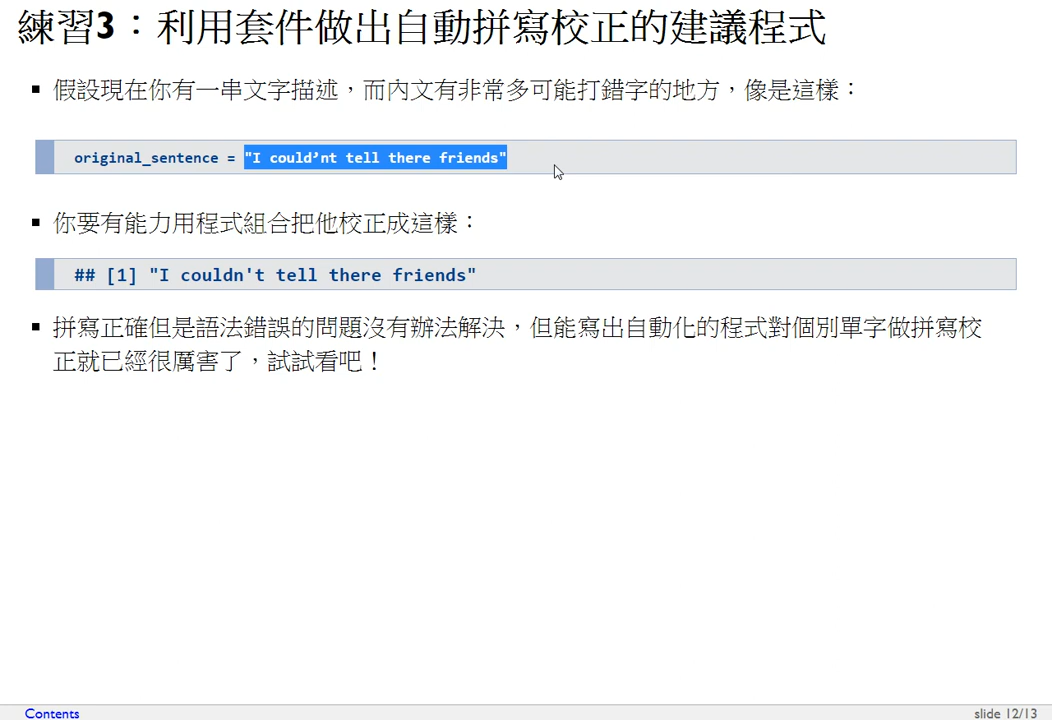 練習3：利用套件做出自動拼寫校正的建議程式
▪ 假設現在你有一串文字描述，而內文有非常多可能打錯字的地方，像是這樣：
original_sentence = "I could’nt tell there friends"
▪ 你要有能力用程式組合把他校正成這樣：
## [1] "I couldn't tell there friends"
▪ 拼寫正確但是語法錯誤的問題沒有辦法解決，但能寫出自動化的程式對個別單字做拼寫校
正就已經很厲害了，試試看吧！
Contents
slide 12/13